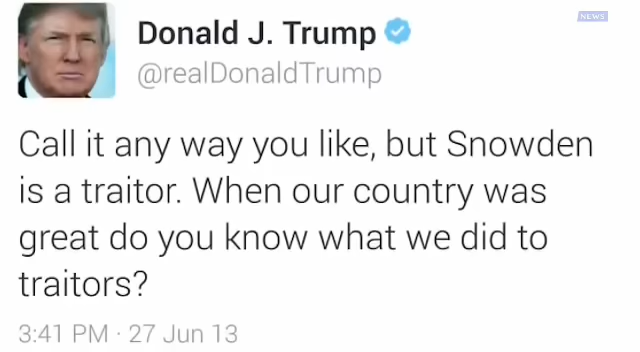 NEWS
Donald J. Trump
@realDonaldTrump
Call it any way you like, but Snowden
is a traitor. When our country was
great do you know what we did to
traitors?
3:41 PM · 27 Jun 13